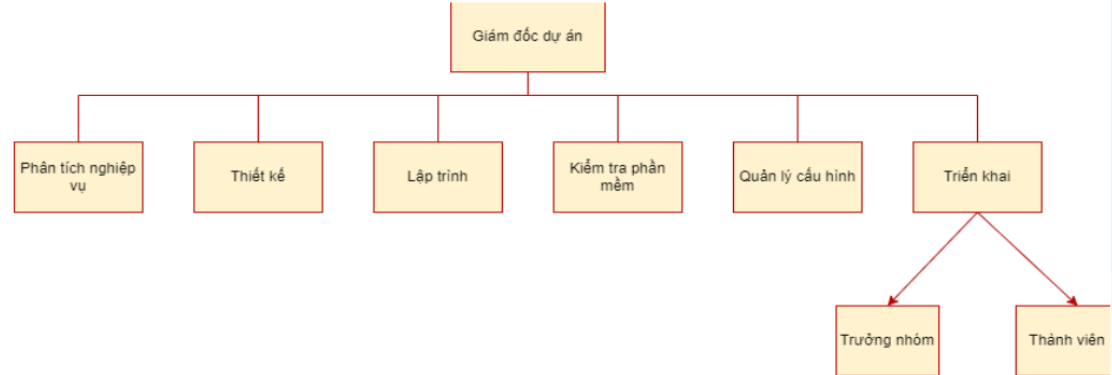 Giám đốc dự án
Phân tích nghiệp
vụ
Thiết kế
Lập trình
Kiểm tra phần
mềm
Quản lý cấu hình
Triển khai
Trưởng nhóm
Thành viên